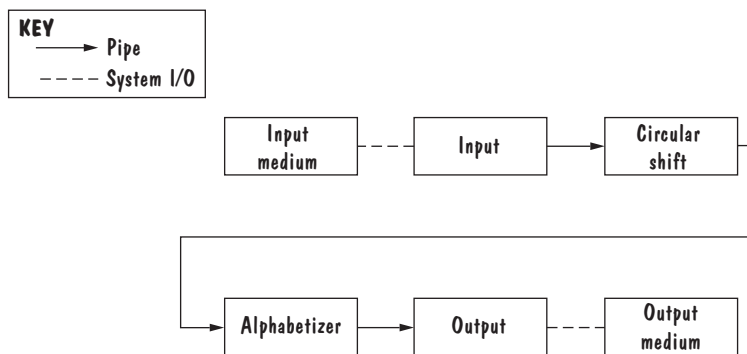 KEY
Pipe
System I/O
Input
medium
Input
Circular
shift
Alphabetizer
Output
Output
medium